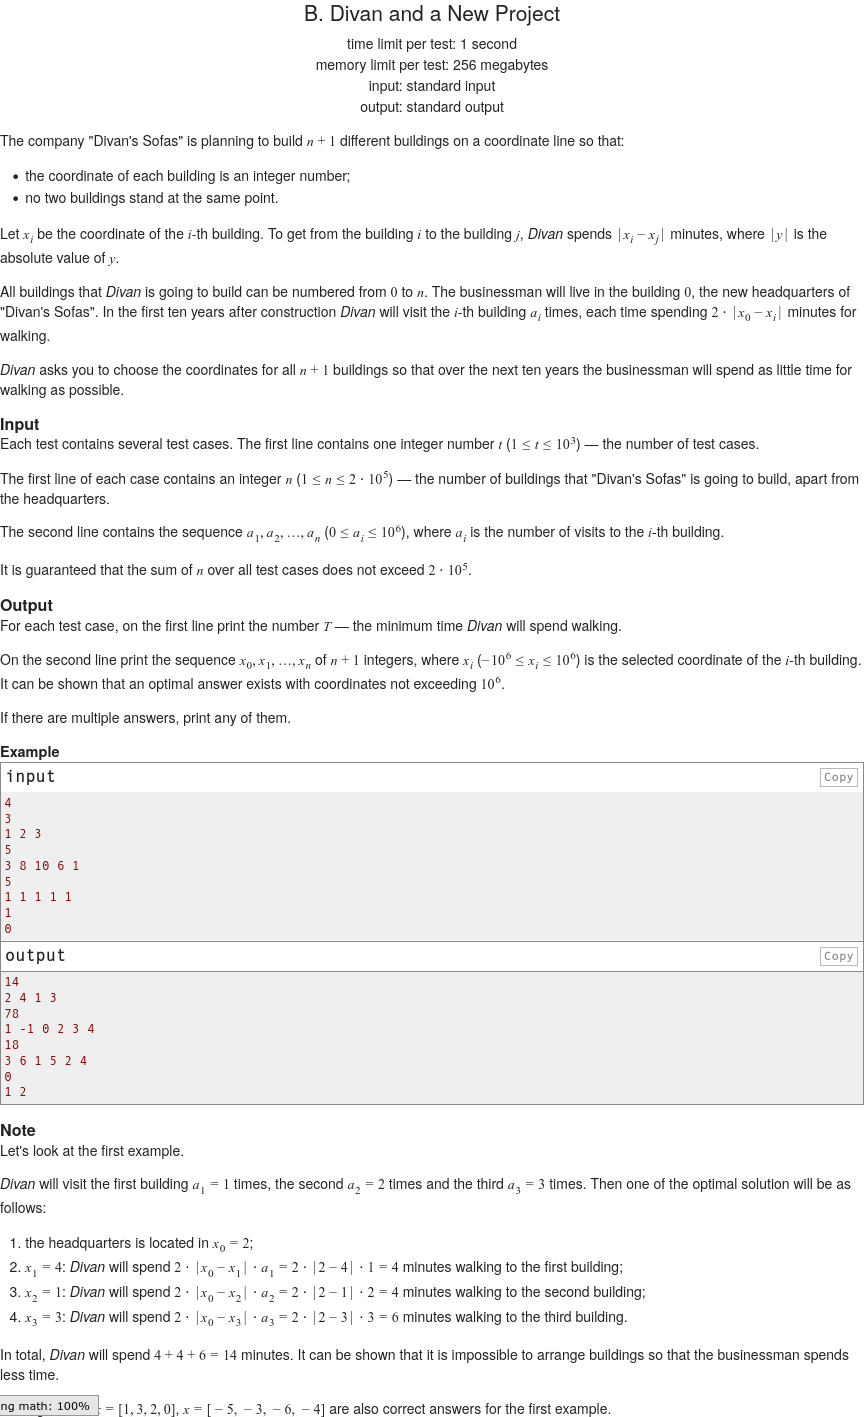 B. Divan and a New Project
time limit per test: 1 second
memory limit per test: 256 megabytes
input: standard input
output: standard output
The company "Divan's Sofas" is planning to build n + 1 different buildings on a coordinate line so that:
• the coordinate of each building is an integer number;
• no two buildings stand at the same point.
Let x_i be the coordinate of the i-th building. To get from the building i to the building j, Divan spends |x_i − x_j| minutes, where |y| is the
absolute value of y.
All buildings that Divan is going to build can be numbered from 0 to n. The businessman will live in the building 0, the new headquarters of
"Divan's Sofas". In the first ten years after construction Divan will visit the i-th building a_i times, each time spending 2 · |x_0 − x_i| minutes for
walking.
Divan asks you to choose the coordinates for all n + 1 buildings so that over the next ten years the businessman will spend as little time for
walking as possible.
Input
Each test contains several test cases. The first line contains one integer number t (1 ≤ t ≤ 10^3) — the number of test cases.
The first line of each case contains an integer n (1 ≤ n ≤ 2 · 10^5) — the number of buildings that "Divan's Sofas" is going to build, apart from
the headquarters.
The second line contains the sequence a_1, a_2, …, a_n (0 ≤ a_i ≤ 10^6), where a_i is the number of visits to the i-th building.
It is guaranteed that the sum of n over all test cases does not exceed 2 · 10^5.
Output
For each test case, on the first line print the number T — the minimum time Divan will spend walking.
On the second line print the sequence x_0, x_1, …, x_n of n + 1 integers, where x_i (−10^6 ≤ x_i ≤ 10^6) is the selected coordinate of the i-th building.
It can be shown that an optimal answer exists with coordinates not exceeding 10^6.
If there are multiple answers, print any of them.
Example
input Copy
4
3
1 2 3
5
3 8 10 6 1
5
1 1 1 1 1
1
0
output Copy
14
2 4 1 3
78
1 -1 0 2 3 4
18
3 6 1 5 2 4
0
1 2
Note
Let's look at the first example.
Divan will visit the first building a_1 = 1 times, the second a_2 = 2 times and the third a_3 = 3 times. Then one of the optimal solution will be as
follows:
1. the headquarters is located in x_0 = 2;
2. x_1 = 4: Divan will spend 2 · |x_0 − x_1| · a_1 = 2 · |2 − 4| · 1 = 4 minutes walking to the first building;
3. x_2 = 1: Divan will spend 2 · |x_0 − x_2| · a_2 = 2 · |2 − 1| · 2 = 4 minutes walking to the second building;
4. x_3 = 3: Divan will spend 2 · |x_0 − x_3| · a_3 = 2 · |2 − 3| · 3 = 6 minutes walking to the third building.
In total, Divan will spend 4 + 4 + 6 = 14 minutes. It can be shown that it is impossible to arrange buildings so that the businessman spends
less time.
ng math: 100% = [1, 3, 2, 0], x = [ − 5, − 3, − 6, − 4] are also correct answers for the first example.